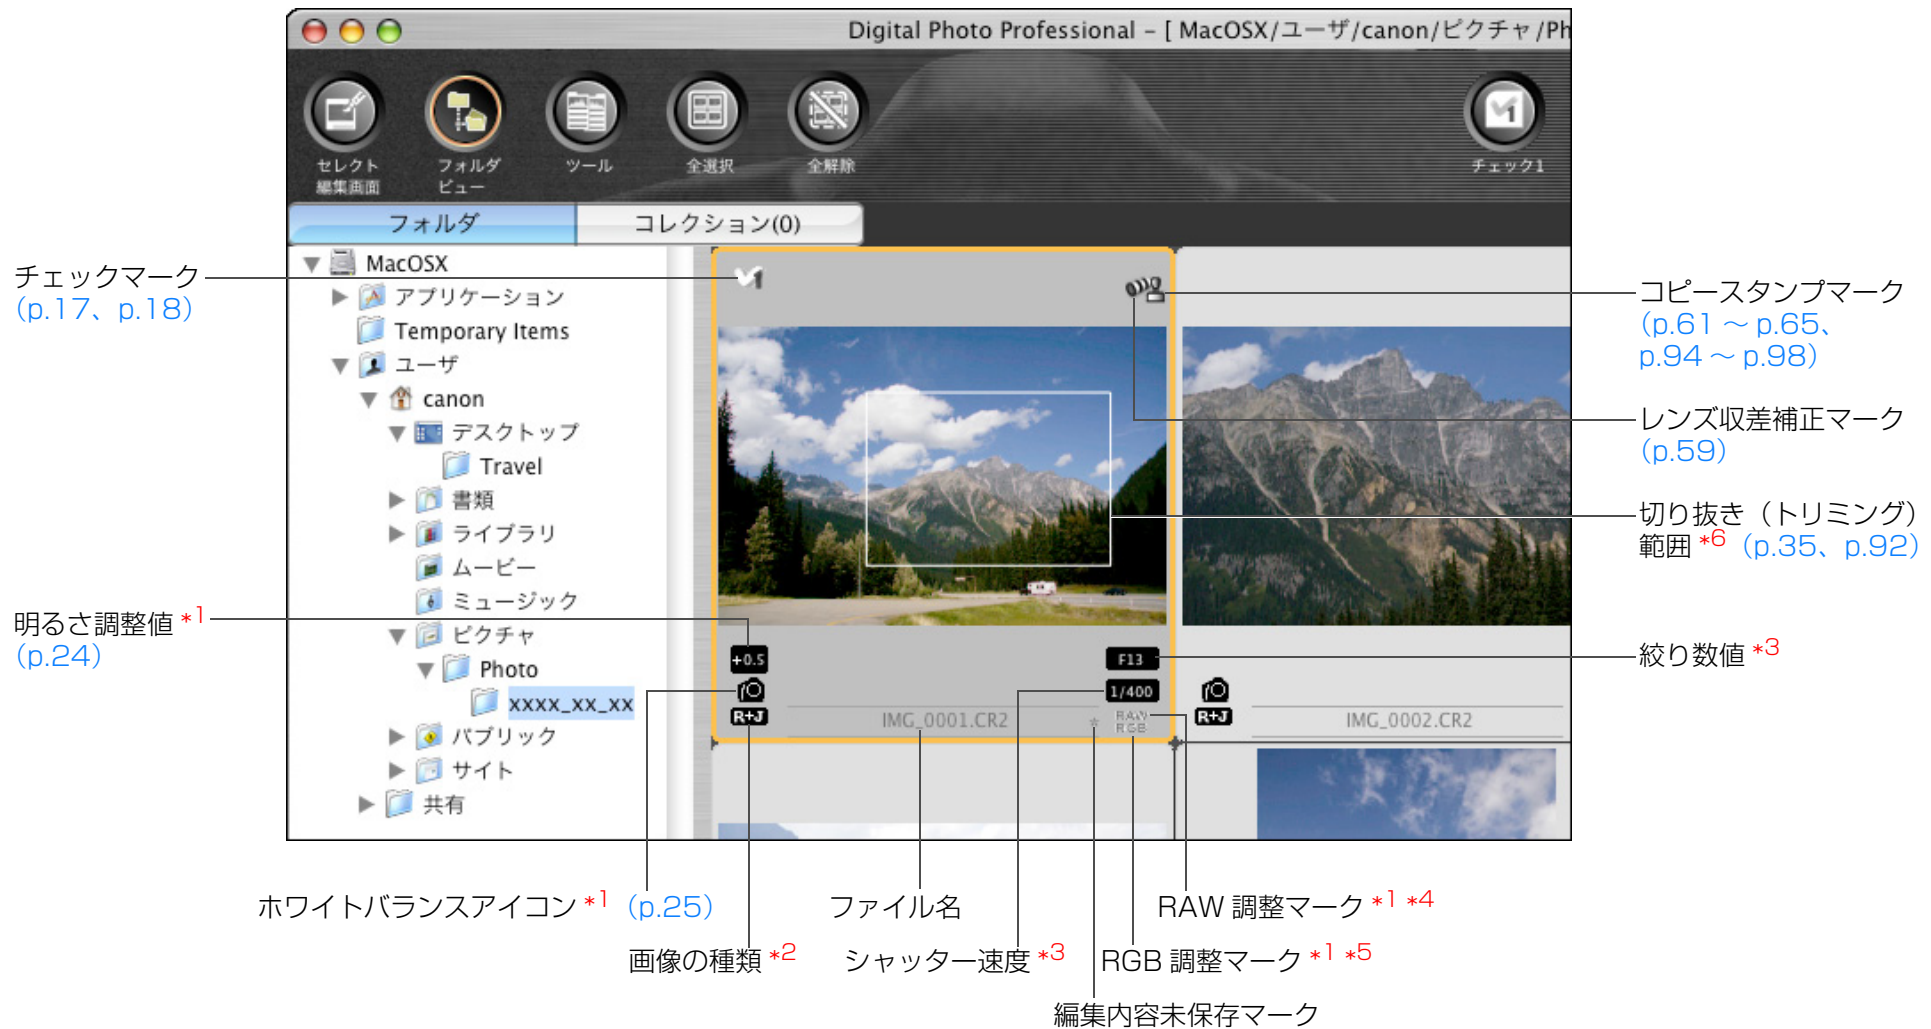 Digital Photo Professional – [ MacOSX/ユーザ/canon/ピクチャ/Ph
セレクト
編集画面
フォルダ
ビュー
ツール
全選択
全解除
チェック1
フォルダ
コレクション(0)
MacOSX
アプリケーション
Temporary Items
ユーザ
canon
デスクトップ
Travel
書類
ライブラリ
ムービー
ミュージック
ピクチャ
Photo
xxxx_xx_xx
パブリック
サイト
共有
1
+0.5
R+J
F13
1/400
IMG_0001.CR2
☆
RAW
RGB
R+J
IMG_0002.CR2
チェックマーク
(p.17、p.18)
明るさ調整値 *1
(p.24)
コピースタンプマーク
(p.61 ~ p.65、
p.94 ~ p.98)
レンズ収差補正マーク
(p.59)
切り抜き(トリミング)
範囲 *6 (p.35、p.92)
絞り数値 *3
ホワイトバランスアイコン *1 (p.25)
ファイル名
RAW 調整マーク *1 *4
画像の種類 *2
シャッター速度 *3
RGB 調整マーク *1 *5
編集内容未保存マーク